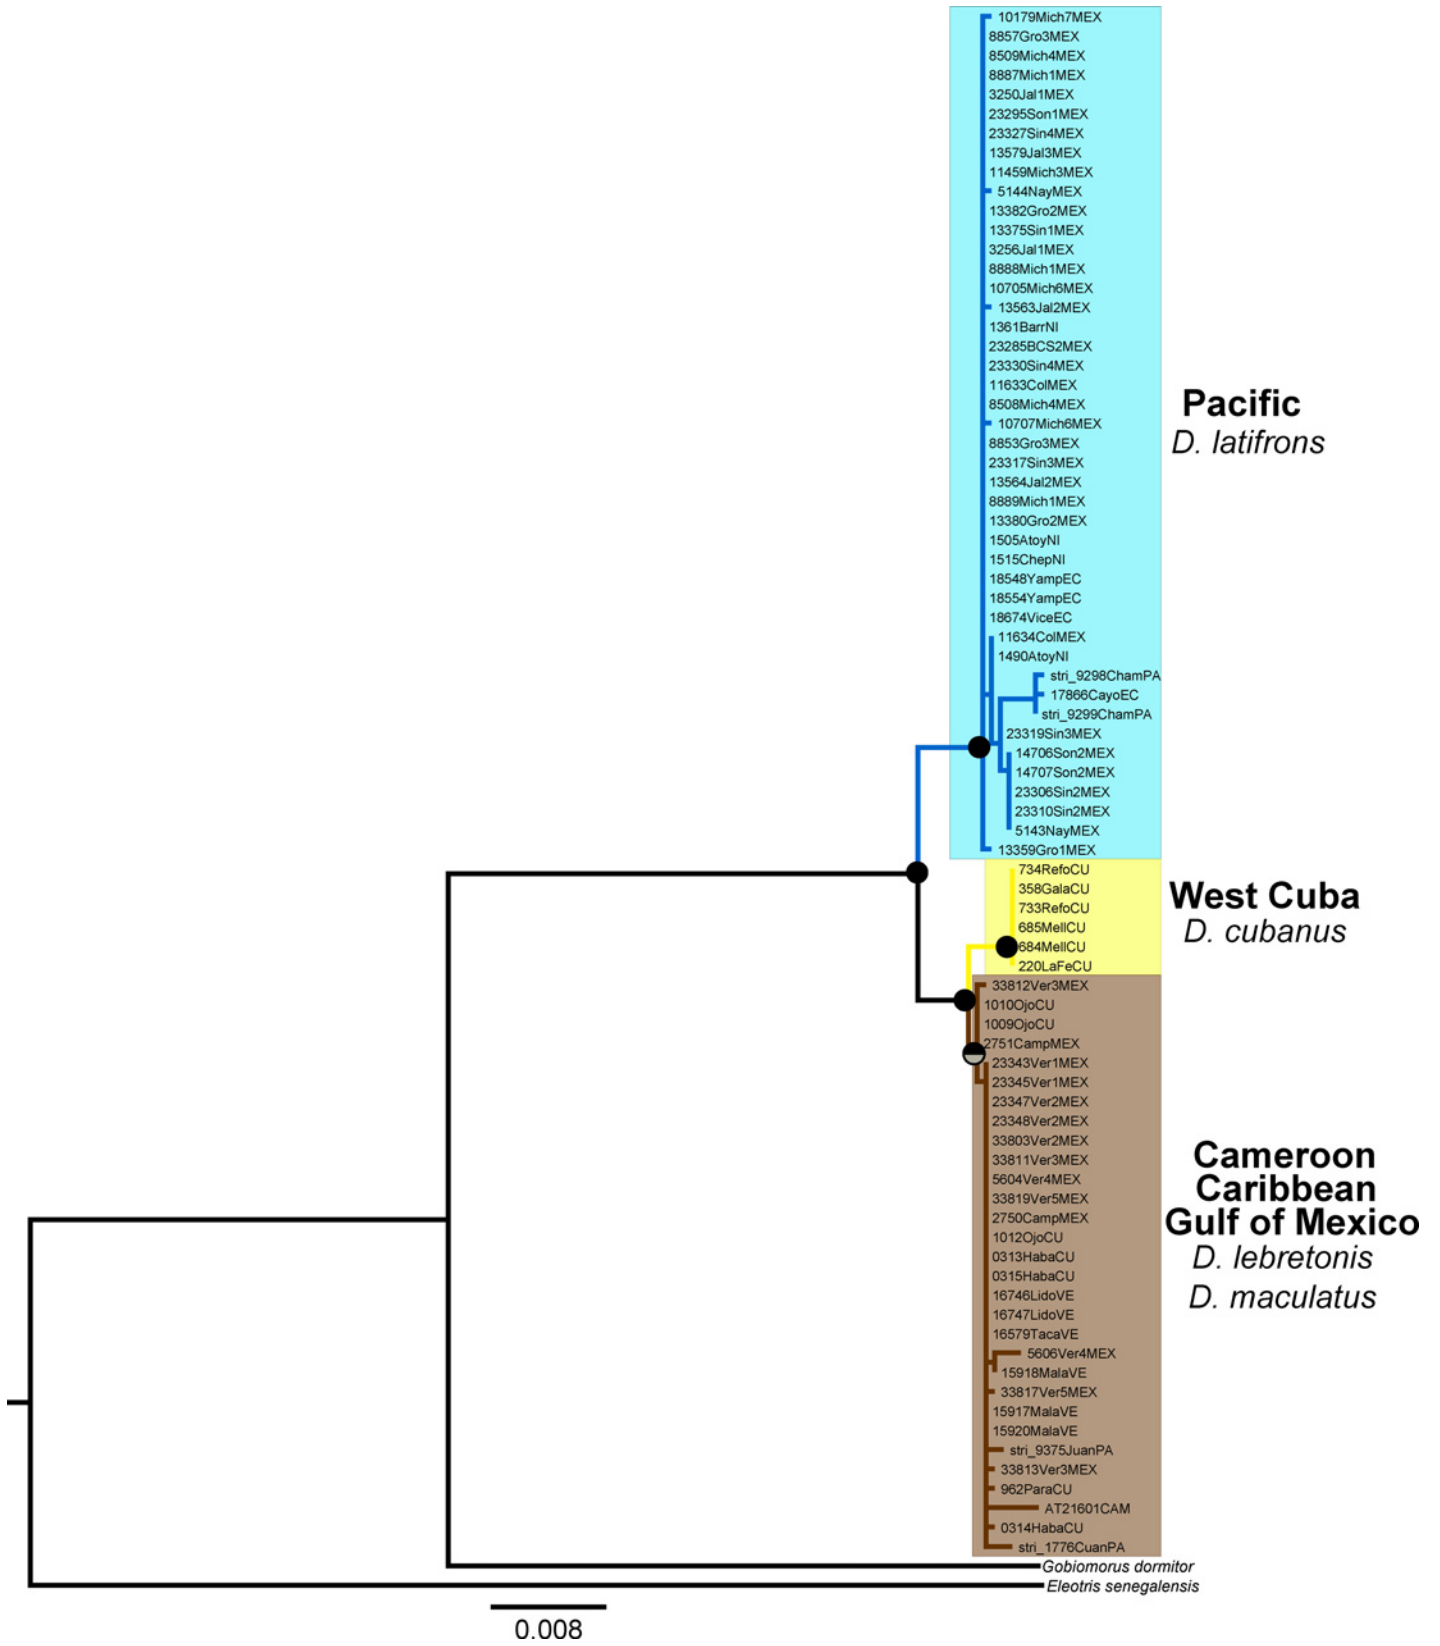 10179Mich7MEX
8857Gro3MEX
8509Mich4MEX
8887Mich1MEX
3250Jal1MEX
23295Son1MEX
23327Sin4MEX
13579Jal3MEX
11459Mich3MEX
5144NayMEX
13382Gro2MEX
13375Sin1MEX
3256Jal1MEX
8888Mich1MEX
10705Mich6MEX
13563Jal2MEX
1361BarrNI
23285BCS2MEX
23330Sin4MEX
11633ColMEX
8508Mich4MEX
10707Mich6MEX
8853Gro3MEX
23317Sin3MEX
13564Jal2MEX
8889Mich1MEX
13380Gro2MEX
1505AtoyNI
1515ChepNI
18548YampEC
18554YampEC
18674ViceEC
11634ColMEX
1490AtoyNI
stri_9298ChamPA
17866CayoEC
stri_9299ChamPA
23319Sin3MEX
14706Son2MEX
14707Son2MEX
23306Sin2MEX
23310Sin2MEX
5143NayMEX
13359Gro1MEX
Pacific
D. latifrons
734RefoCU
358GalaCU
733RefoCU
685MellCU
684MellCU
220LaFeCU
West Cuba
D. cubanus
33812Ver3MEX
1010OjoCU
1009OjoCU
2751CampMEX
23343Ver1MEX
23345Ver1MEX
23347Ver2MEX
23348Ver2MEX
33803Ver2MEX
33811Ver3MEX
5604Ver4MEX
33819Ver5MEX
2750CampMEX
1012OjoCU
0313HabaCU
0315HabaCU
16746LidoVE
16747LidoVE
16579TacaVE
5606Ver4MEX
15918MalaVE
33817Ver5MEX
15917MalaVE
15920MalaVE
stri_9375JuanPA
33813Ver3MEX
962ParaCU
AT21601CAM
0314HabaCU
stri_1776CuanPA
Cameroon
Caribbean
Gulf of Mexico
D. lebretonis
D. maculatus
Gobiomorus dormitor
Eleotris senegalensis
0.008